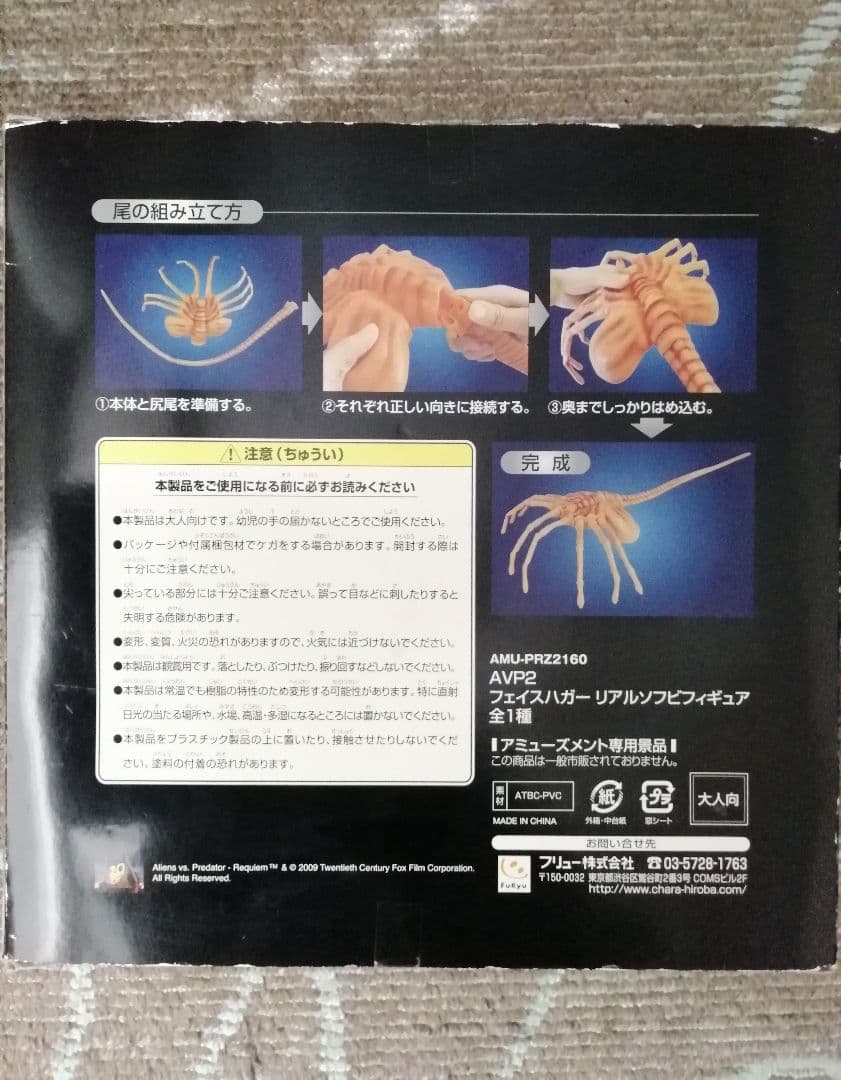 尾の組み立て方
①本体と尻尾を準備する。
②それぞれ正しい向きに接続する。
③奥までしっかりはめ込む。
完成
⚠注意（ちゅうい）
本製品をご使用になる前に必ずお読みください
●本製品は大人向けです。幼児の手の届かないところでご使用ください。
●パッケージや付属梱包材でケガをする場合があります。開封する際は
十分にご注意ください。
●尖っている部分には十分ご注意ください。誤って目などに刺したりすると
失明する危険があります。
●変形、変質、火災の恐れがありますので、火気には近づけないでください。
●本製品は観賞用です。落としたり、ぶつけたり、振り回すなどしないでください。
●本製品は常温でも樹脂の特性のため変形する可能性があります。特に直射
日光の当たる場所や、水場、高温・多湿になるところには置かないでください。
●本製品をプラスチック製品の上に置いたり、接触させたりしないでくだ
さい。塗料の付着の恐れがあります。
AMU-PRZ2160
AVP2
フェイスハガー リアルソフビフィギュア
全1種
アミューズメント専用景品
この商品は一般市販されておりません。
素材 ATBC-PVC
MADE IN CHINA
紙
外箱・中台紙
プラ
窓シート
大人向
お問い合せ先
FuRyu
フリュー株式会社 ☎03-5728-1763
〒150-0032 東京都渋谷区鶯谷町2番3号 COMSビル2F
http://www.chara-hiroba.com/
Aliens vs. Predator - Requiem™ & © 2009 Twentieth Century Fox Film Corporation.
All Rights Reserved.